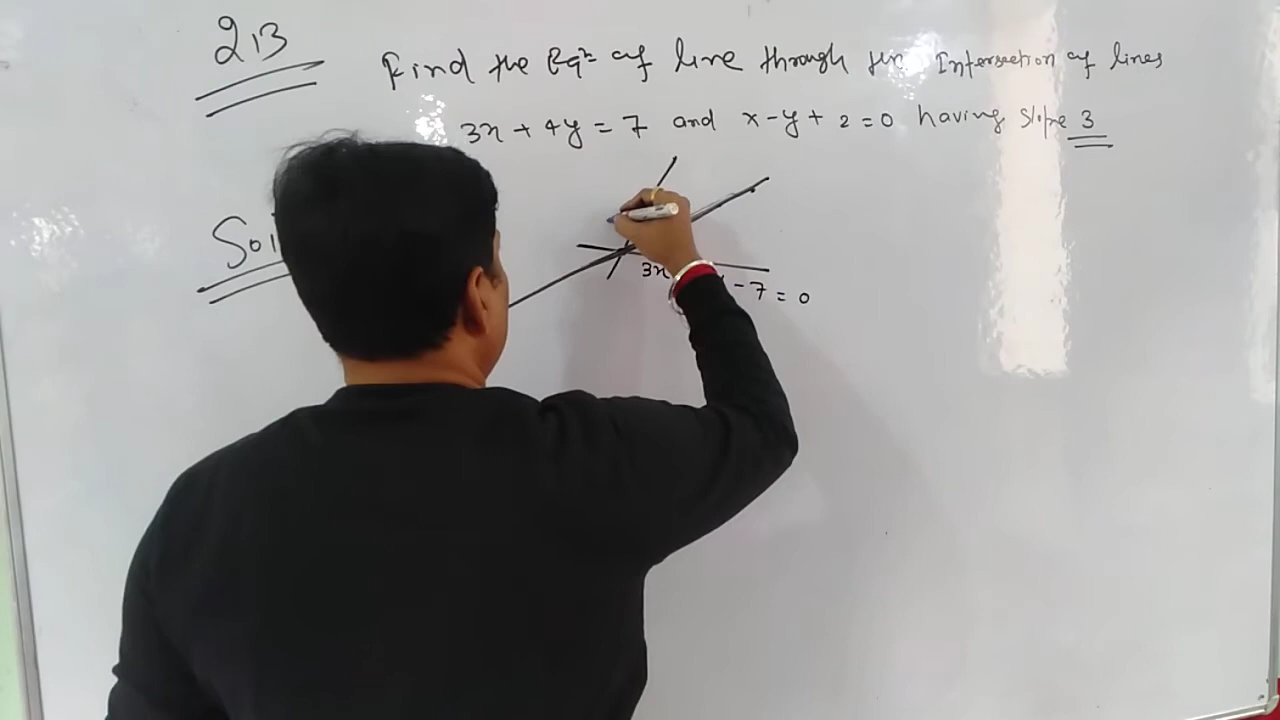 213
Find the Eqn of line through the Intersection of lines
3x + 4y = 7 and x - y + 2 = 0 having slope 3
Sol
3x - 7 = 0